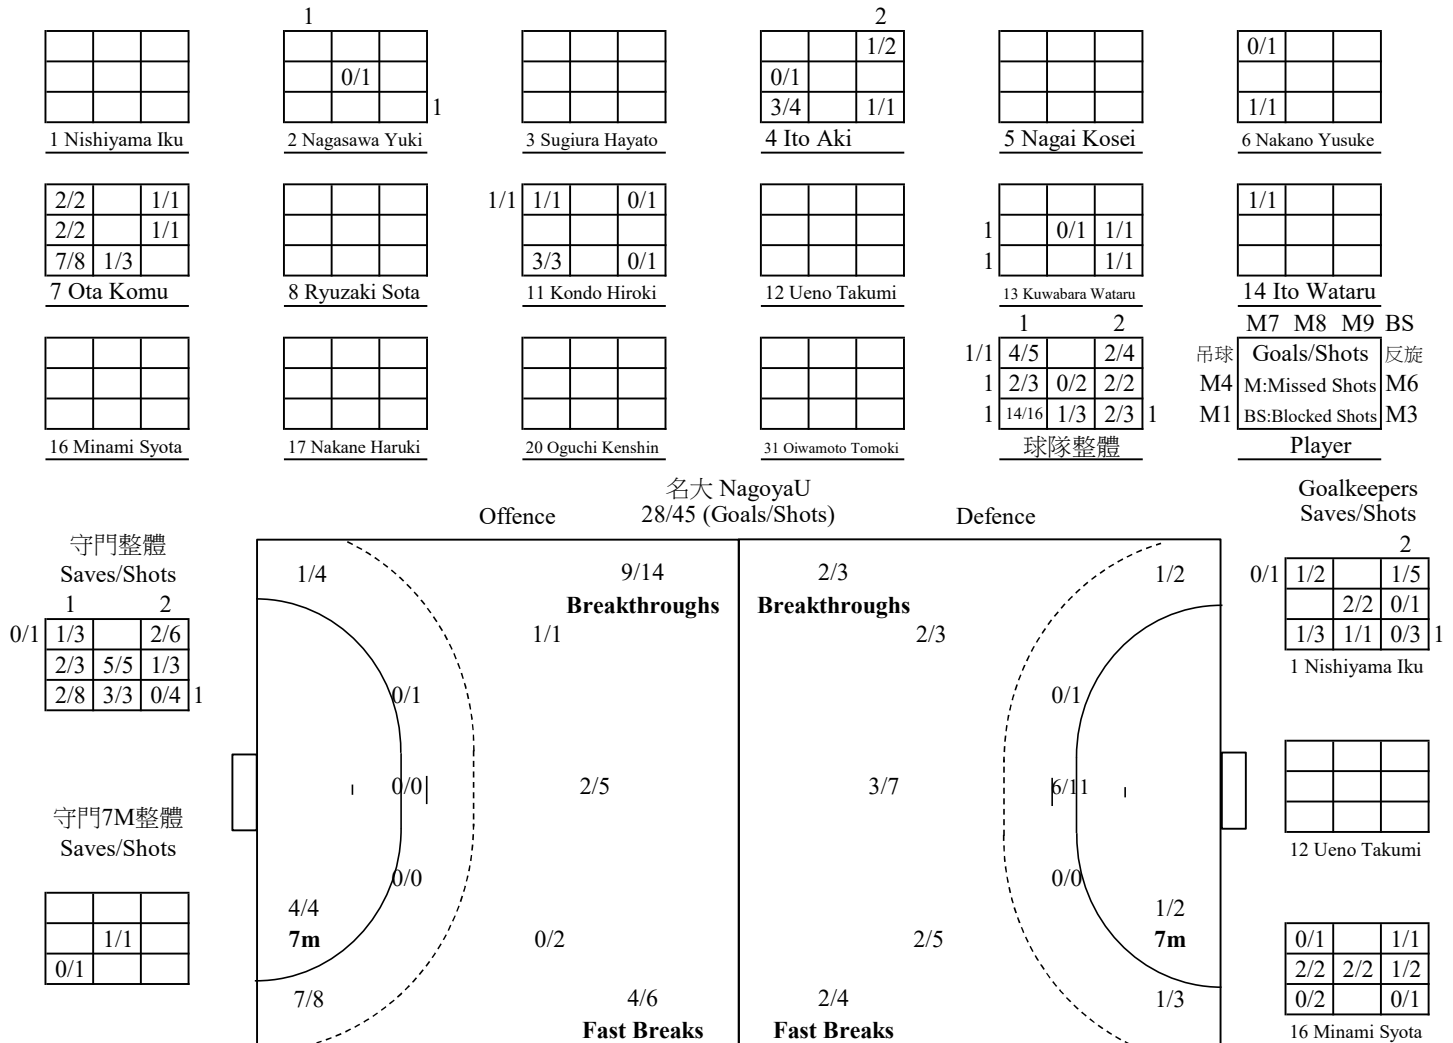 1 2
1/2 0/1
0/1 0/1
1 3/4 1/1 1/1
1 Nishiyama Iku 2 Nagasawa Yuki 3 Sugiura Hayato 4 Ito Aki 5 Nagai Kosei 6 Nakano Yusuke
2/2 1/1 1/1 1/1 0/1 1/1
2/2 1/1 1 0/1 1/1
7/8 1/3 3/3 0/1 1 1/1
7 Ota Komu 8 Ryuzaki Sota 11 Kondo Hiroki 12 Ueno Takumi 13 Kuwabara Wataru 14 Ito Wataru
1 2 M7 M8 M9 BS
1/1 4/5 2/4 吊球 Goals/Shots 反旋
1 2/3 0/2 2/2 M4 M:Missed Shots M6
1 14/16 1/3 2/3 1 M1 BS:Blocked Shots M3
16 Minami Syota 17 Nakane Haruki 20 Oguchi Kenshin 31 Oiwamoto Tomoki 球隊整體 Player
名大 NagoyaU
Offence 28/45 (Goals/Shots) Defence
Goalkeepers
Saves/Shots
守門整體
Saves/Shots
1 2
0/1 1/3 2/6
2/3 5/5 1/3
2/8 3/3 0/4 1
守門7M整體
Saves/Shots
1/1
0/1
1/4 9/14
Breakthroughs
1/1
0/1
0/0 2/5
0/0
4/4
7m
0/2
7/8 4/6
Fast Breaks
2/3 1/2
Breakthroughs
2/3
0/1
3/7 6/11
0/0
1/2
7m
2/5
2/4 1/3
Fast Breaks
2
0/1 1/2 1/5
2/2 0/1
1/3 1/1 0/3 1
1 Nishiyama Iku
12 Ueno Takumi
0/1 1/1
2/2 2/2 1/2
0/2 0/1
16 Minami Syota